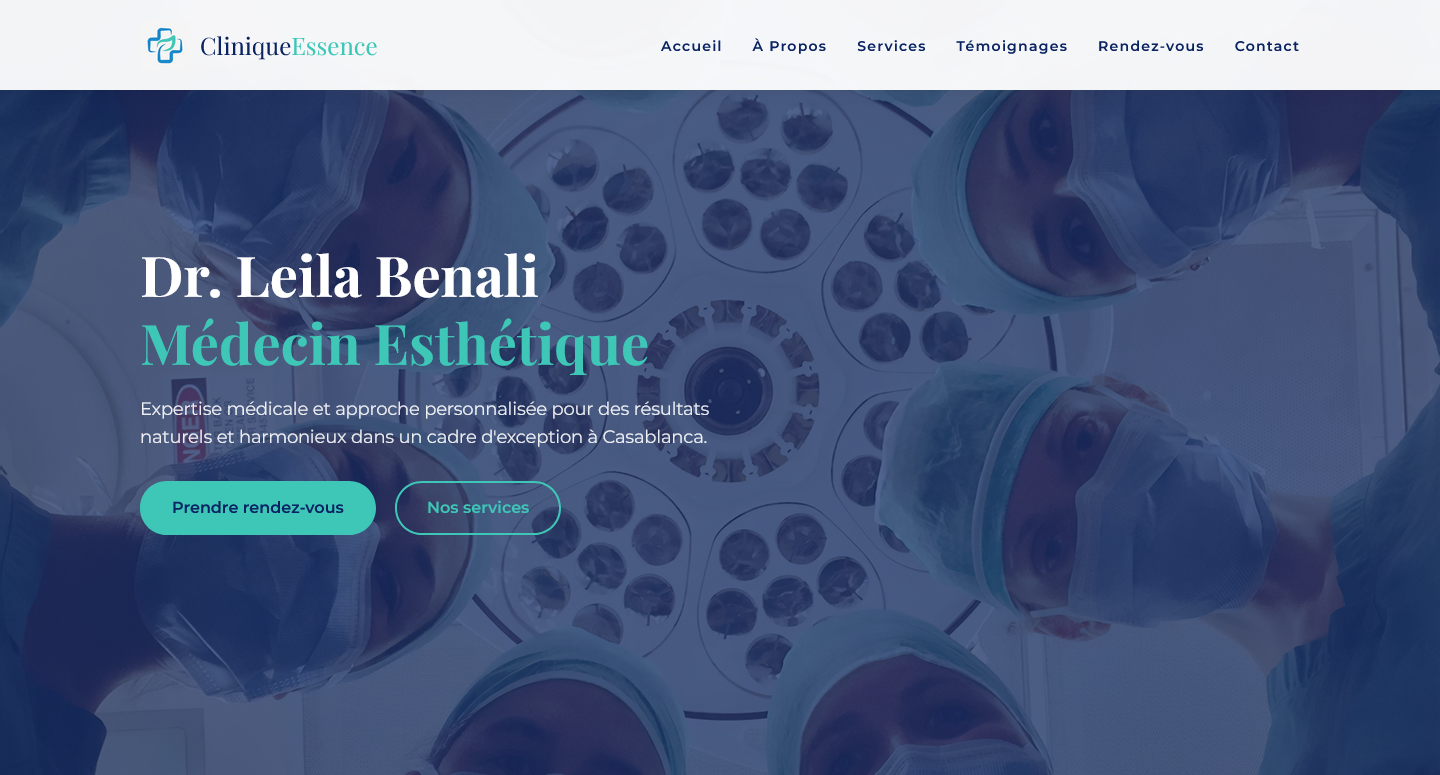 CliniqueEssence
Accueil
À Propos
Services
Témoignages
Rendez-vous
Contact
Dr. Leila Benali
Médecin Esthétique
Expertise médicale et approche personnalisée pour des résultats
naturels et harmonieux dans un cadre d'exception à Casablanca.
Prendre rendez-vous
Nos services